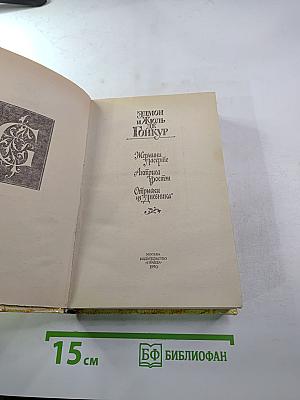 G
ЭДМОН
И ЖЮЛЬ
ДЕ
ГОНКУР
Жермини
Ласерте
Актриса
Фостен
Отрывки
из „Дневника"
МОСКВА
ИЗДАТЕЛЬСТВО
«ПРАВДА»
1990
15 см
БФ БИБЛИОФАН